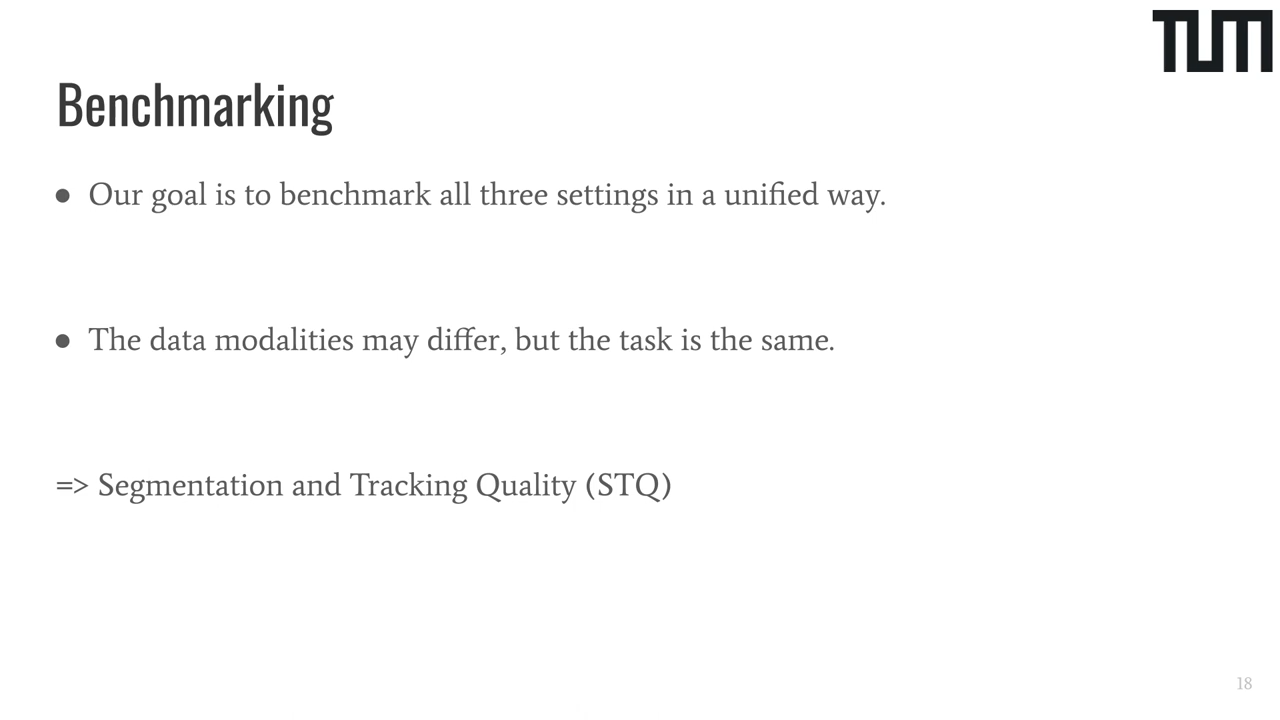 TUM
Benchmarking
● Our goal is to benchmark all three settings in a unified way.
● The data modalities may differ, but the task is the same.
=> Segmentation and Tracking Quality (STQ)
18